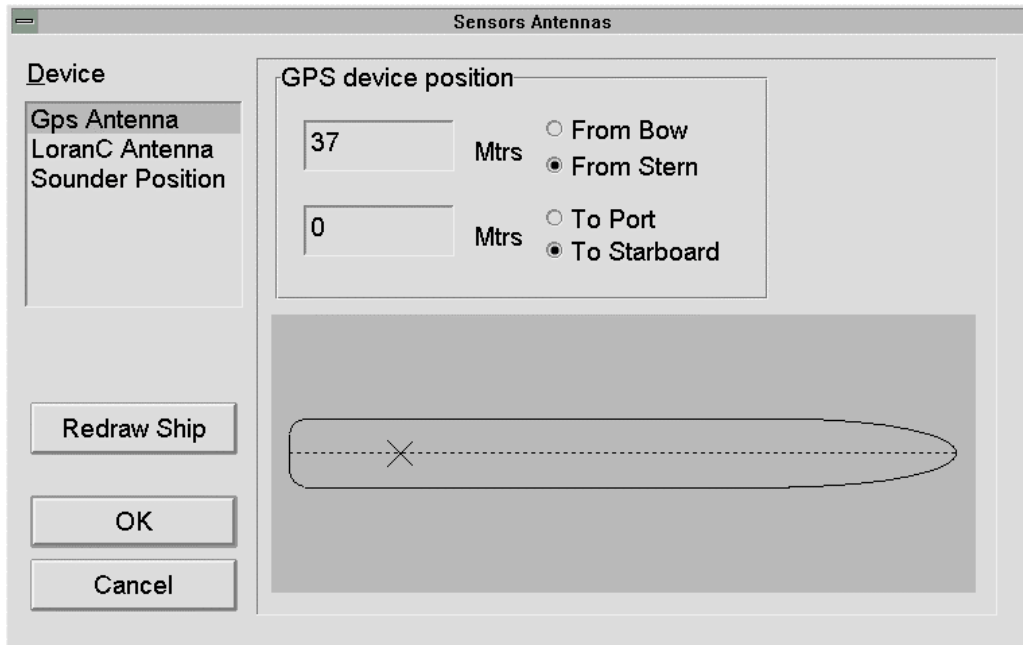 Sensors Antennas
Device
Gps Antenna
LoranC Antenna
Sounder Position
GPS device position
37 Mtrs
From Bow
From Stern
0 Mtrs
To Port
To Starboard
Redraw Ship
OK
Cancel